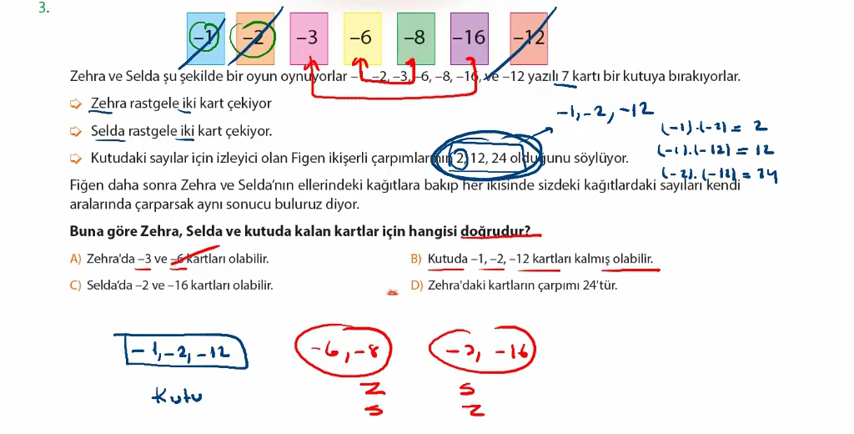 3.
-1 -2 -3 -6 -8 -16 -12
Zehra ve Selda şu şekilde bir oyun oynuyorlar -2, -3, -6, -8, -16, ve -12 yazılı 7 kartı bir kutuya bırakıyorlar.
Zehra rastgele iki kart çekiyor
-1, -2, -12
Selda rastgele iki kart çekiyor.
(-1).(-2) = 2
(-1).(-12) = 12
Kutudaki sayılar için izleyici olan Figen ikişerli çarpımlarının 2, 12, 24 olduğunu söylüyor.
(-2).(-12) = 24
Fiğen daha sonra Zehra ve Selda'nın ellerindeki kağıtlara bakıp her ikisinde sizdeki kağıtlardaki sayıları kendi
aralarında çarparsak aynı sonucu buluruz diyor.
Buna göre Zehra, Selda ve kutuda kalan kartlar için hangisi doğrudur?
A) Zehra'da -3 ve -6 kartları olabilir.
B) Kutuda -1, -2, -12 kartları kalmış olabilir.
C) Selda'da -2 ve -16 kartları olabilir.
D) Zehra'daki kartların çarpımı 24'tür.
-1, -2, -12 -6, -8 -3, -16
Kutu Z S
S Z